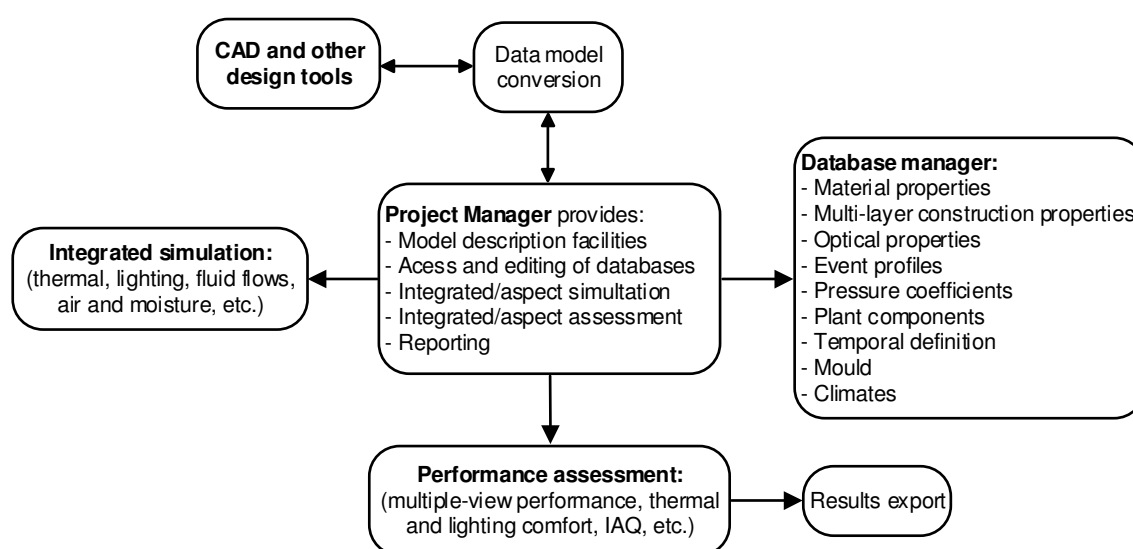 CAD and other
design tools
Data model
conversion
Database manager:
- Material properties
- Multi-layer construction properties
- Optical properties
- Event profiles
- Pressure coefficients
- Plant components
- Temporal definition
- Mould
- Climates
Project Manager provides:
- Model description facilities
- Acess and editing of databases
- Integrated/aspect simultation
- Integrated/aspect assessment
- Reporting
Integrated simulation:
(thermal, lighting, fluid flows,
air and moisture, etc.)
Performance assessment:
(multiple-view performance, thermal
and lighting comfort, IAQ, etc.)
Results export